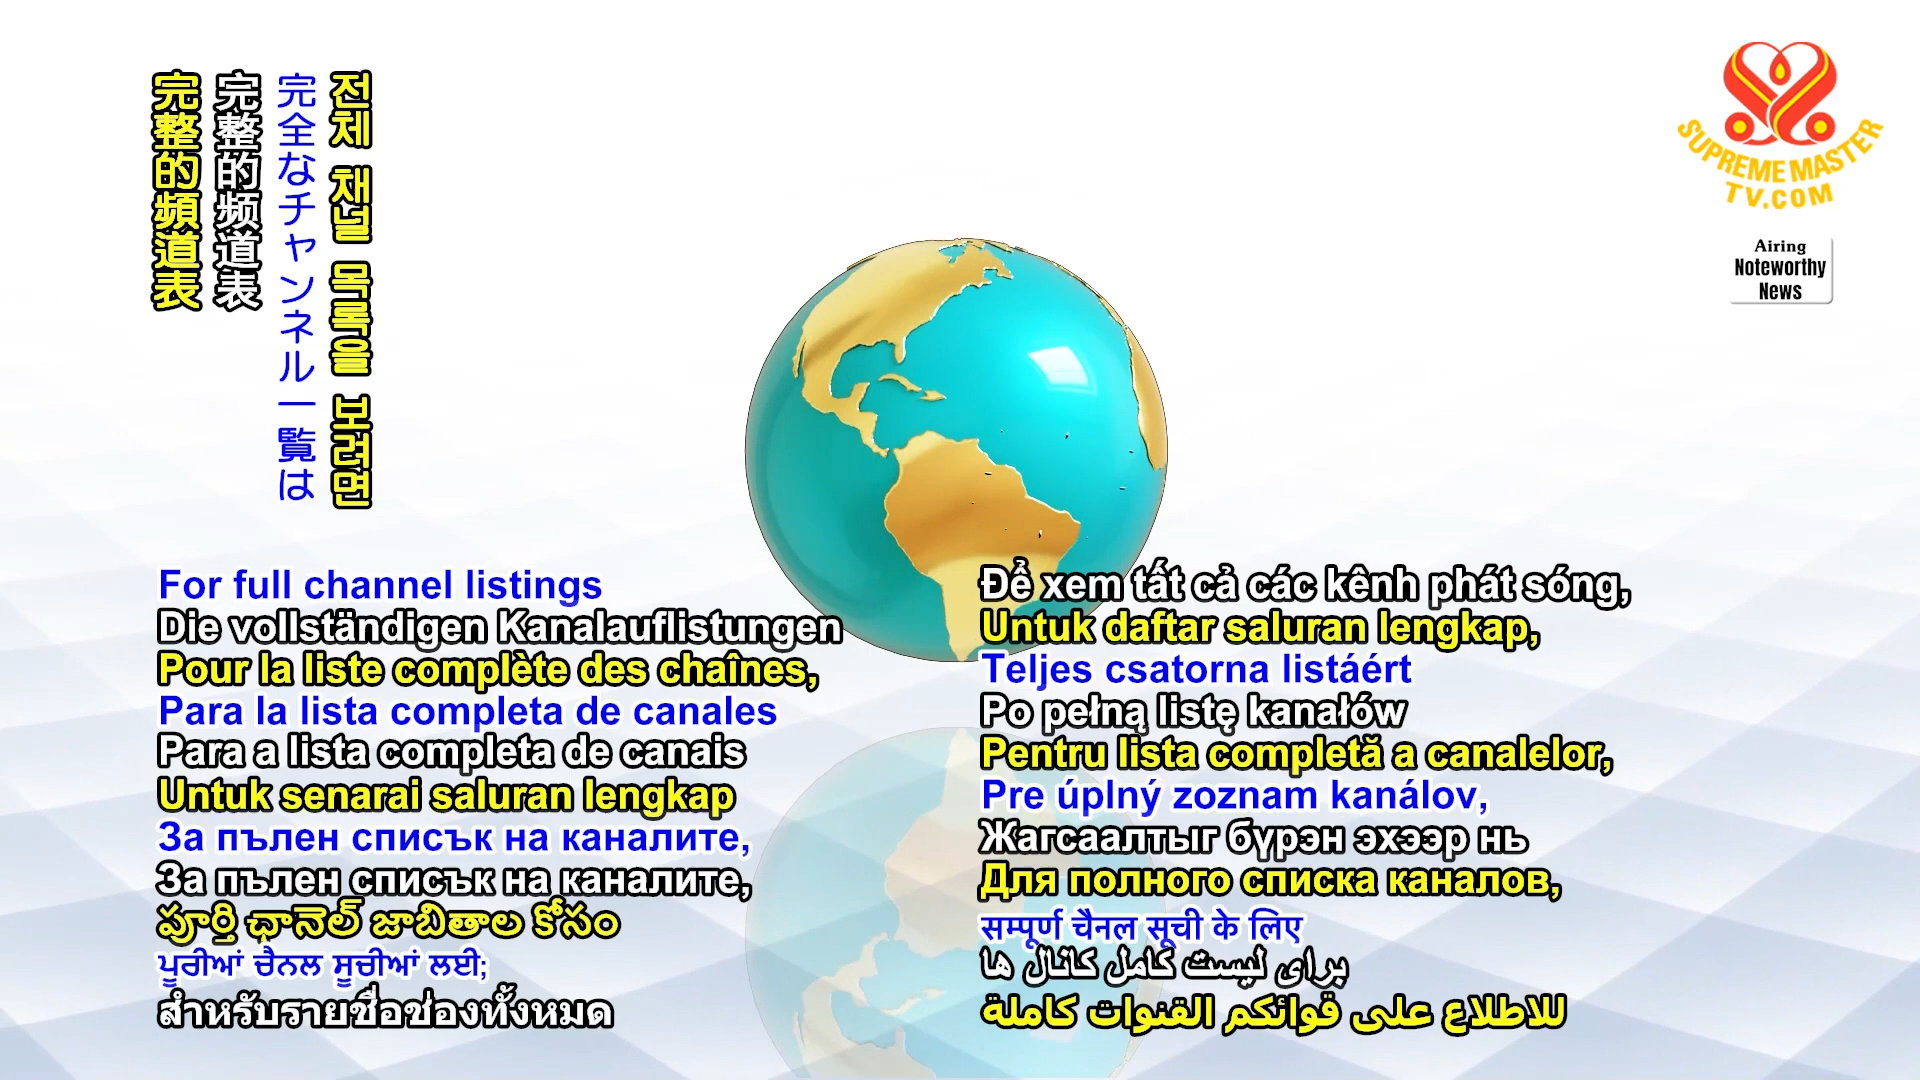 完整的頻道表
完整的频道表
完全なチャンネル一覧は
전체 채널 목록을 보려면
SUPREME MASTER
TV.COM
Airing
Noteworthy
News
For full channel listings
Die vollständigen Kanalauflistungen
Pour la liste complète des chaînes,
Para la lista completa de canales
Para a lista completa de canais
Untuk senarai saluran lengkap
За пълен списък на каналите,
За пълен списък на каналите,
పూర్తి ఛానెల్ జాబితాల కోసం
ਪੂਰੀਆਂ ਚੈਨਲ ਸੂਚੀਆਂ ਲਈ;
สำหรับรายชื่อช่องทั้งหมด
Để xem tất cả các kênh phát sóng,
Untuk daftar saluran lengkap,
Teljes csatorna listáért
Po pełną listę kanałów
Pentru lista completă a canalelor,
Pre úplný zoznam kanálov,
Жагсаалтыг бүрэн эхээр нь
Для полного списка каналов,
सम्पूर्ण चैनल सूची के लिए
برای لیست کامل کانال ها
للاطلاع على قوائكم القنوات كاملة